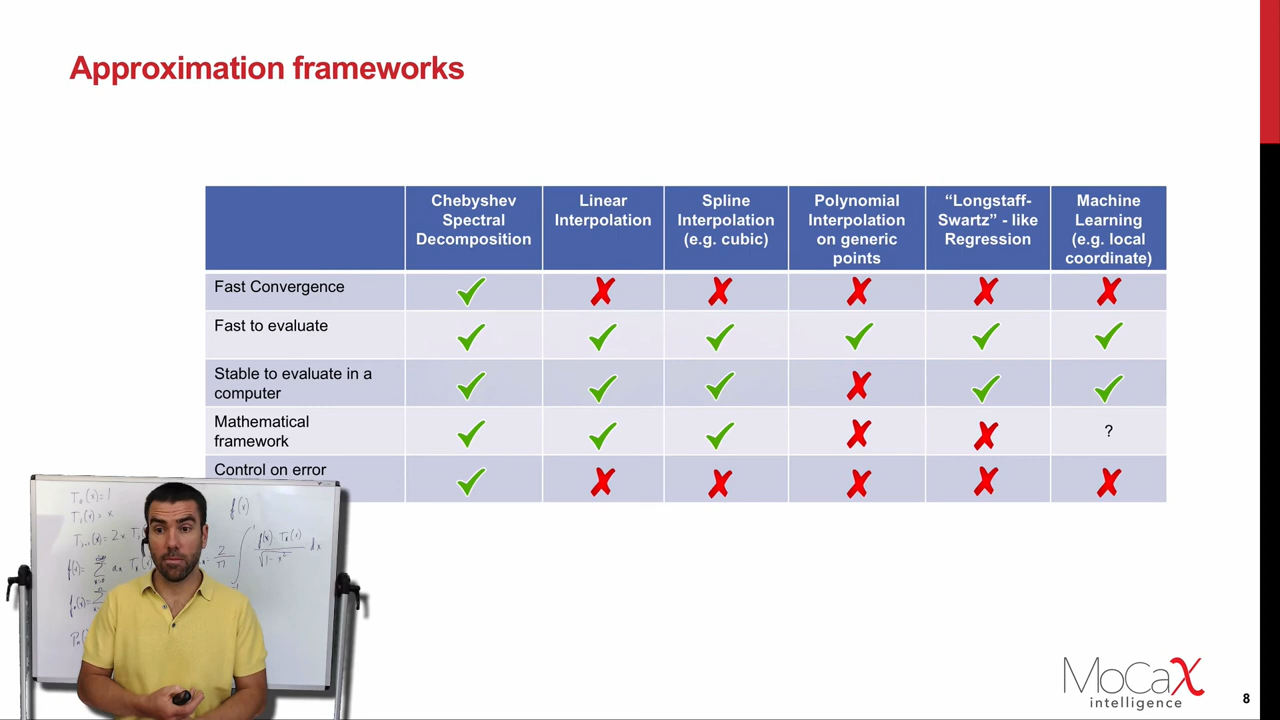 Approximation frameworks
Chebyshev
Spectral
Decomposition
Linear
Interpolation
Spline
Interpolation
(e.g. cubic)
Polynomial
Interpolation
on generic
points
“Longstaff-
Swartz” - like
Regression
Machine
Learning
(e.g. local
coordinate)
Fast Convergence
Fast to evaluate
Stable to evaluate in a
computer
Mathematical
framework
?
Control on error
T₀(x)=1
T₁(x)=x
f(x)
MoCaX
intelligence
8